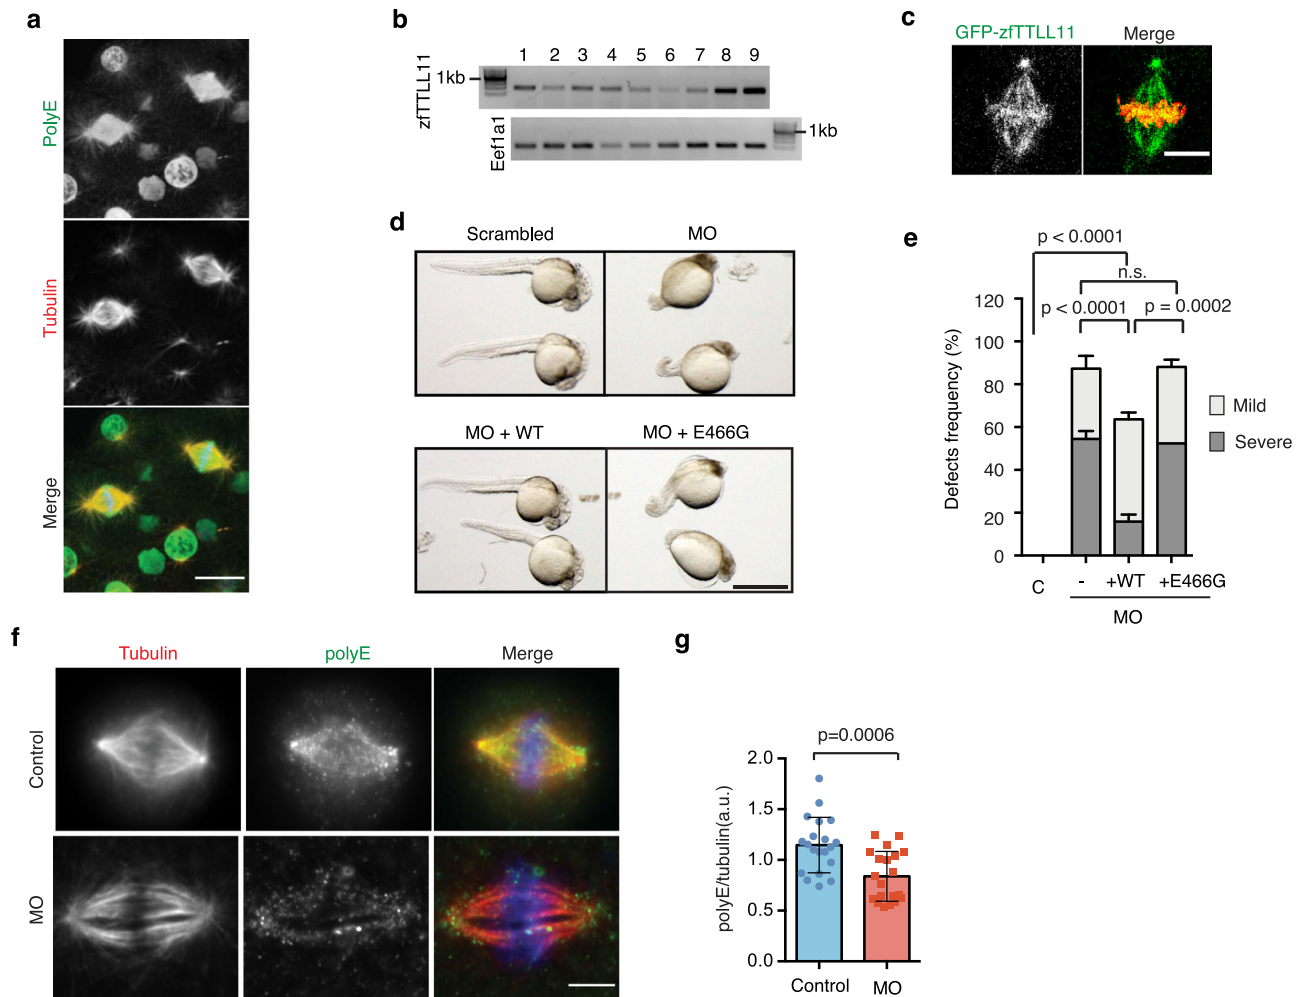 a
PolyE
Tubulin
Merge
b
1 2 3 4 5 6 7 8 9
1kb
zfTTLL11
1kb
Eef1a1
c
GFP-zfTTLL11 Merge
d
Scrambled MO
MO + WT MO + E466G
e
p < 0.0001
n.s.
p < 0.0001 p = 0.0002
Defects frequency (%)
120
100
80
60
40
20
0
Mild
Severe
C - +WT +E466G
MO
f
Tubulin polyE Merge
Control
MO
g
p=0.0006
polyE/tubulin(a.u.)
2.0
1.5
1.0
0.5
0.0
Control MO